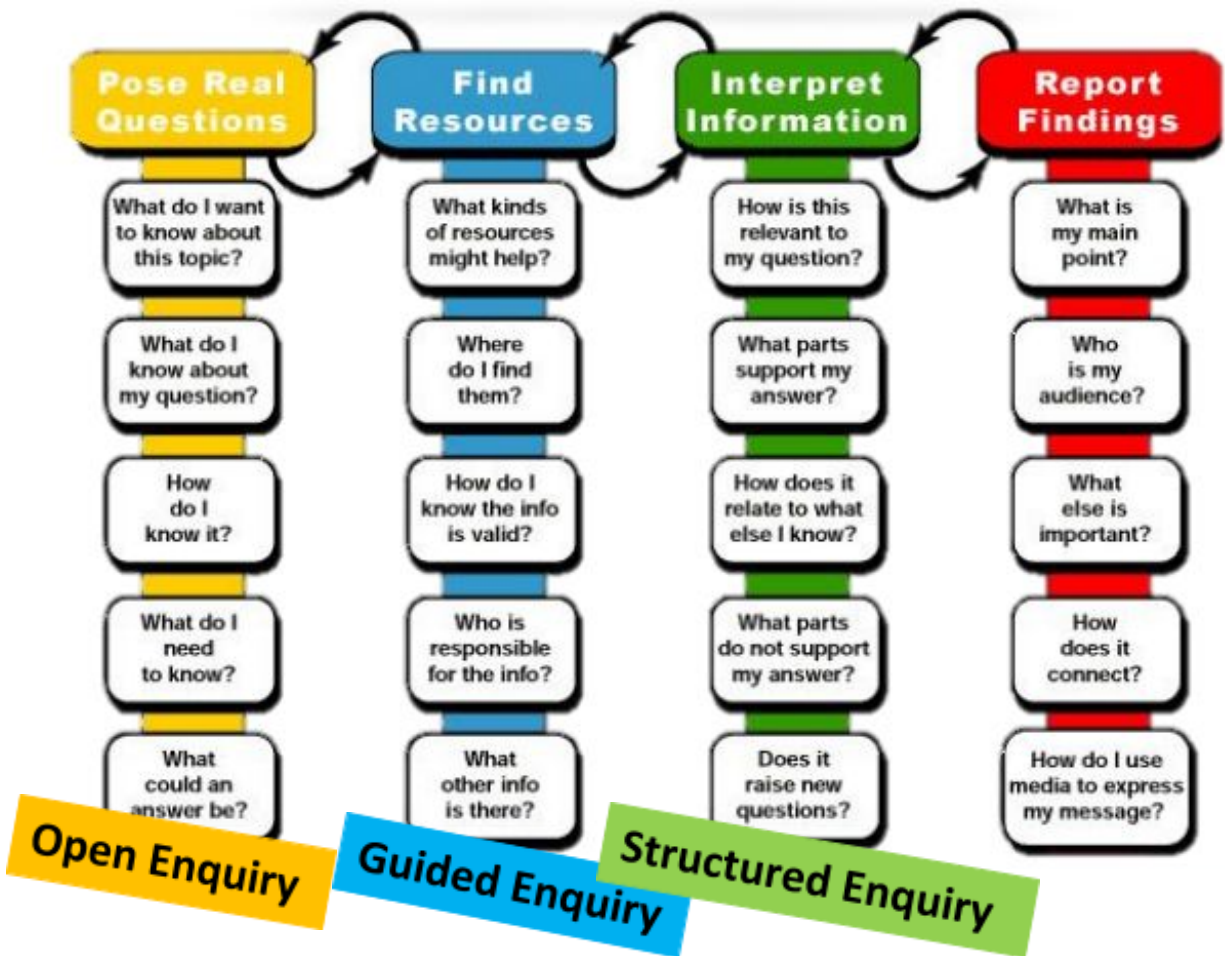 Pose Real
Questions
What do I want
to know about
this topic?
What do I
know about
my question?
How
do I
know it?
What do I
need
to know?
What
could an
answer be?
Find
Resources
What kinds
of resources
might help?
Where
do I find
them?
How do I
know the info
is valid?
Who is
responsible
for the info?
What
other info
is there?
Interpret
Information
How is this
relevant to
my question?
What parts
support my
answer?
How does it
relate to what
else I know?
What parts
do not support
my answer?
Does it
raise new
questions?
Report
Findings
What is
my main
point?
Who
is my
audience?
What
else is
important?
How
does it
connect?
How do I use
media to express
my message?
Open Enquiry
Guided Enquiry
Structured Enquiry